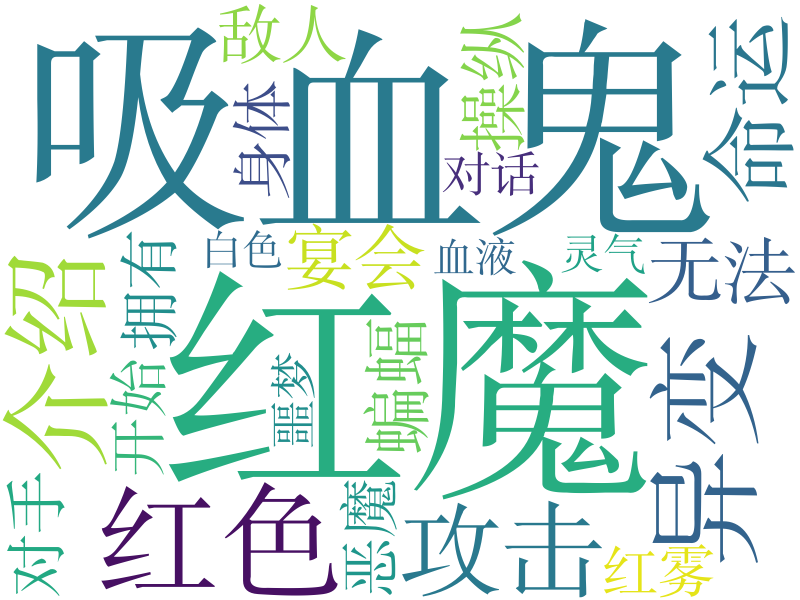 吸血鬼
敌人
操纵
命运
身体
对话
介绍
拥有
白色
宴会
血液
灵气
无法
红魔
开始
噩梦
蝙蝠
异变
对手
红色
恶魔
攻击
红雾